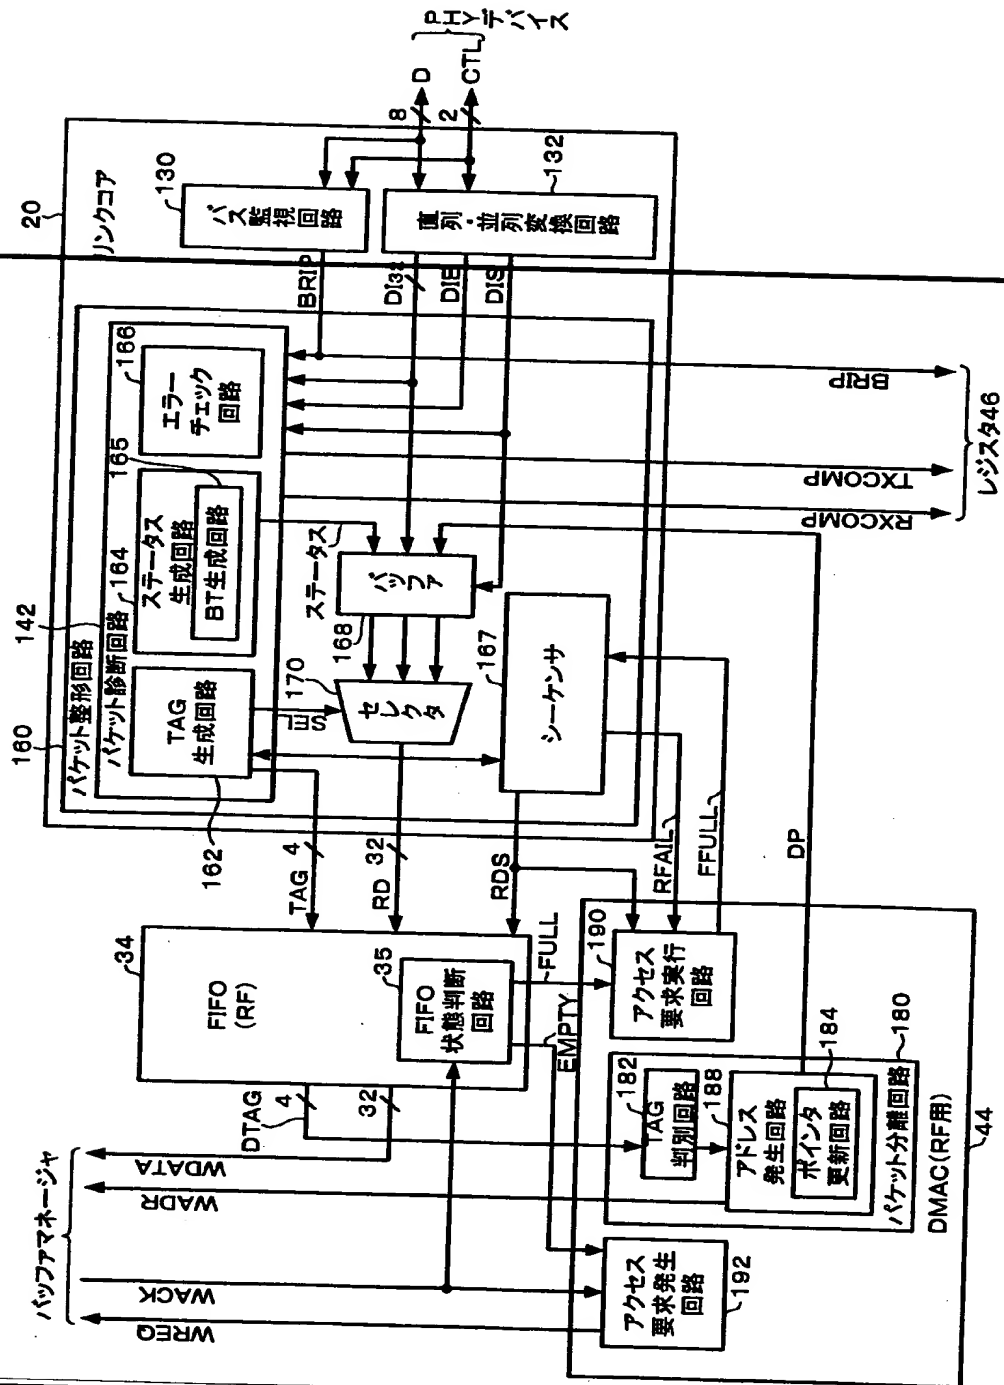 PHYデバイス
D
CTL
8
2
20
リンクコア
130
バス監視回路
132
直列・並列変換回路
BRIP
DI
32
DIE
DIS
160
パケット整形回路
142
パケット診断回路
166
エラー
チェック
回路
165
164
ステータス
生成回路
BT生成回路
162
TAG
生成回路
ステータス
バッファ
168
170
セレクタ
SEL
167
シーケンサ
BRIP
TXCOMP
RXCOMP
レジスタ46
TAG
4
RD
32
RDS
RFAIL
FFULL
DP
34
FIFO
(RF)
35
FIFO
状態判断
回路
FULL
EMPTY
190
アクセス
要求実行
回路
DTAG
4
32
182
TAG
判別回路
188
アドレス
発生回路
184
ポインタ
更新回路
180
パケット分離回路
DMAC(RF用)
44
192
アクセス
要求発生
回路
バッファマネージャ
WDATA
WADR
WACK
WREQ